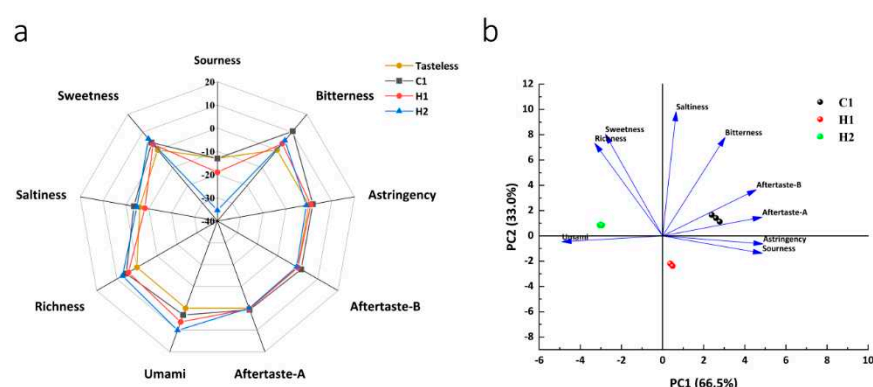 a
Sourness
Sweetness
Bitterness
Saltiness
Astringency
Richness
Aftertaste-B
Umami
Aftertaste-A
20
10
0
-10
-20
-30
-40
Tasteless
C1
H1
H2
b
12
10
8
6
4
2
0
-2
-4
-6
-8
PC2 (33.0%)
Saltiness
Sweetness
Richness
Bitterness
Aftertaste-B
Aftertaste-A
Astringency
Sourness
Umami
C1
H1
H2
-6 -4 -2 0 2 4 6 8 10
PC1 (66.5%)